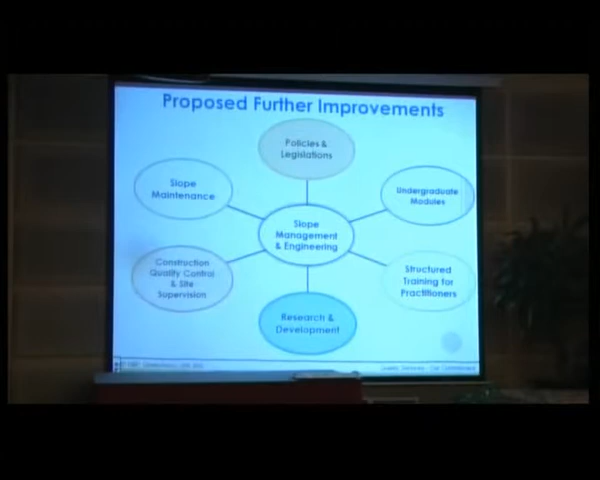 Proposed Further Improvements
Policies &
Legislations
Slope
Maintenance
Undergraduate
Modules
Slope
Management
& Engineering
Construction
Quality Control
& Site
Supervision
Structured
Training for
Practitioners
Research &
Development